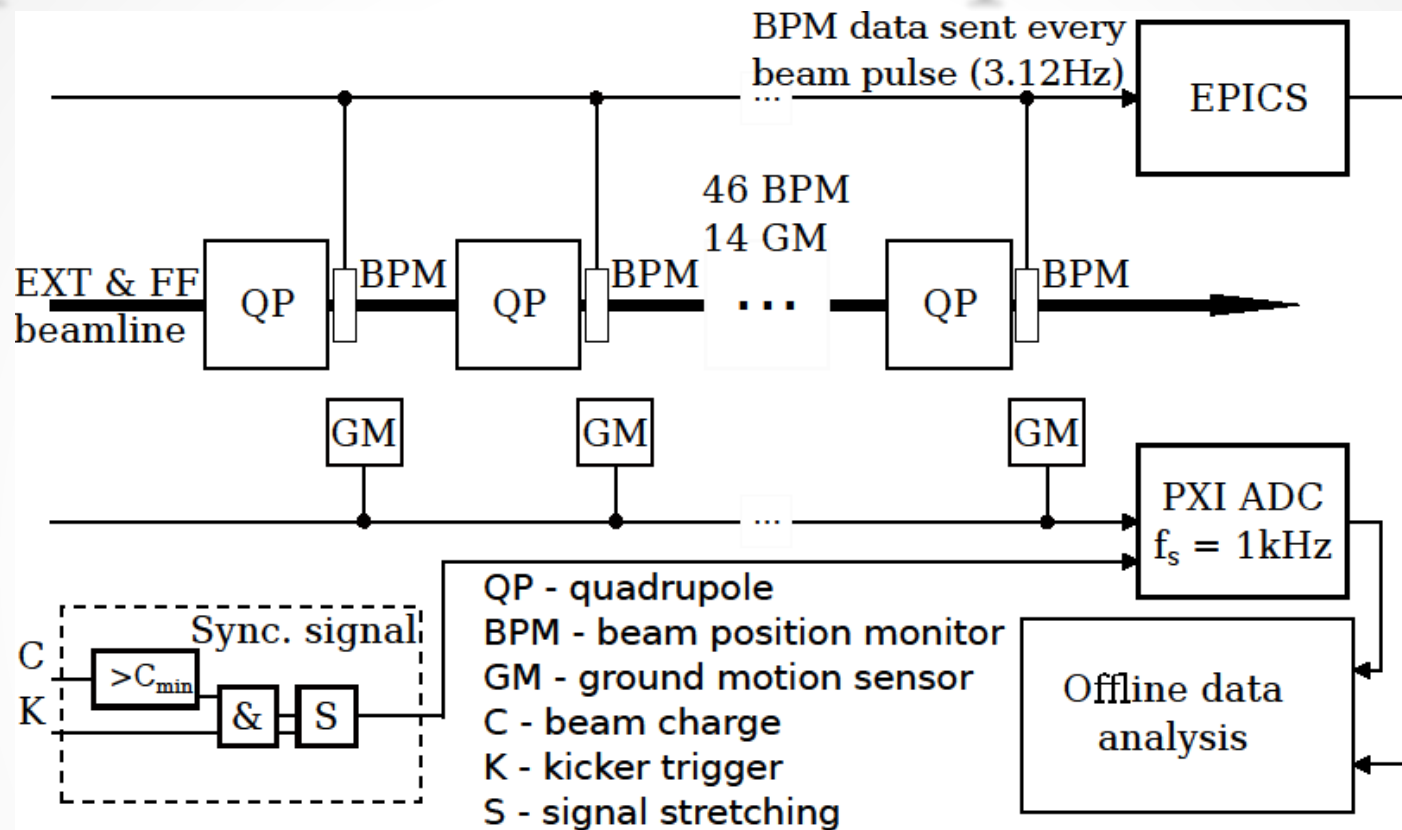 BPM data sent every
beam pulse (3.12Hz)
...
EPICS
46 BPM
14 GM
EXT & FF
beamline
QP
BPM
QP
BPM
...
QP
BPM
GM
GM
GM
...
PXI ADC
fₛ = 1kHz
Sync. signal
C
>Cmin
K
&
S
QP - quadrupole
BPM - beam position monitor
GM - ground motion sensor
C - beam charge
K - kicker trigger
S - signal stretching
Offline data
analysis